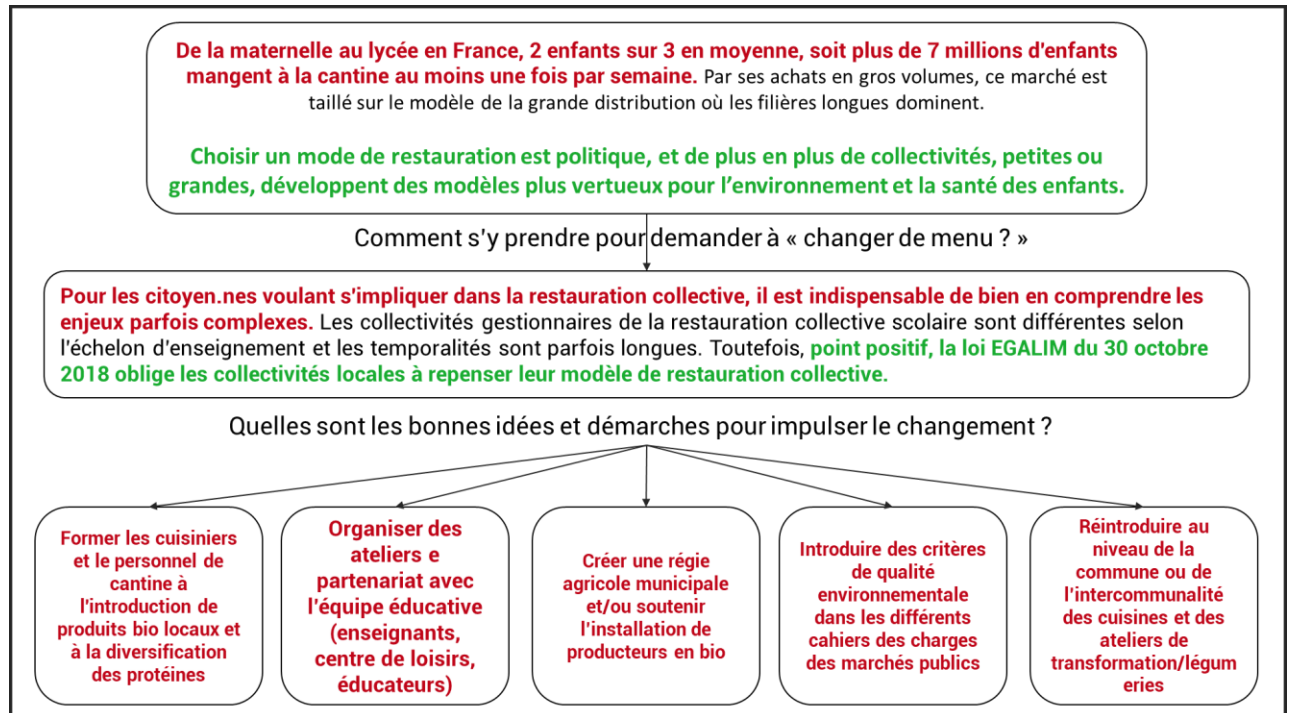 De la maternelle au lycée en France, 2 enfants sur 3 en moyenne, soit plus de 7 millions d'enfants
mangent à la cantine au moins une fois par semaine. Par ses achats en gros volumes, ce marché est
taillé sur le modèle de la grande distribution où les filières longues dominent.
Choisir un mode de restauration est politique, et de plus en plus de collectivités, petites ou
grandes, développent des modèles plus vertueux pour l’environnement et la santé des enfants.
Comment s'y prendre pour demander à « changer de menu ? »
Pour les citoyen.nes voulant s'impliquer dans la restauration collective, il est indispensable de bien en comprendre les
enjeux parfois complexes. Les collectivités gestionnaires de la restauration collective scolaire sont différentes selon
l'échelon d'enseignement et les temporalités sont parfois longues. Toutefois, point positif, la loi EGALIM du 30 octobre
2018 oblige les collectivités locales à repenser leur modèle de restauration collective.
Quelles sont les bonnes idées et démarches pour impulser le changement ?
Former les cuisiniers
et le personnel de
cantine à
l'introduction de
produits bio locaux et
à la diversification
des protéines
Organiser des
ateliers e
partenariat avec
l'équipe éducative
(enseignants,
centre de loisirs,
éducateurs)
Créer une régie
agricole municipale
et/ou soutenir
l'installation de
producteurs en bio
Introduire des critères
de qualité
environnementale
dans les différents
cahiers des charges
des marchés publics
Réintroduire au
niveau de la
commune ou de
l'intercommunalité
des cuisines et des
ateliers de
transformation/légum
eries